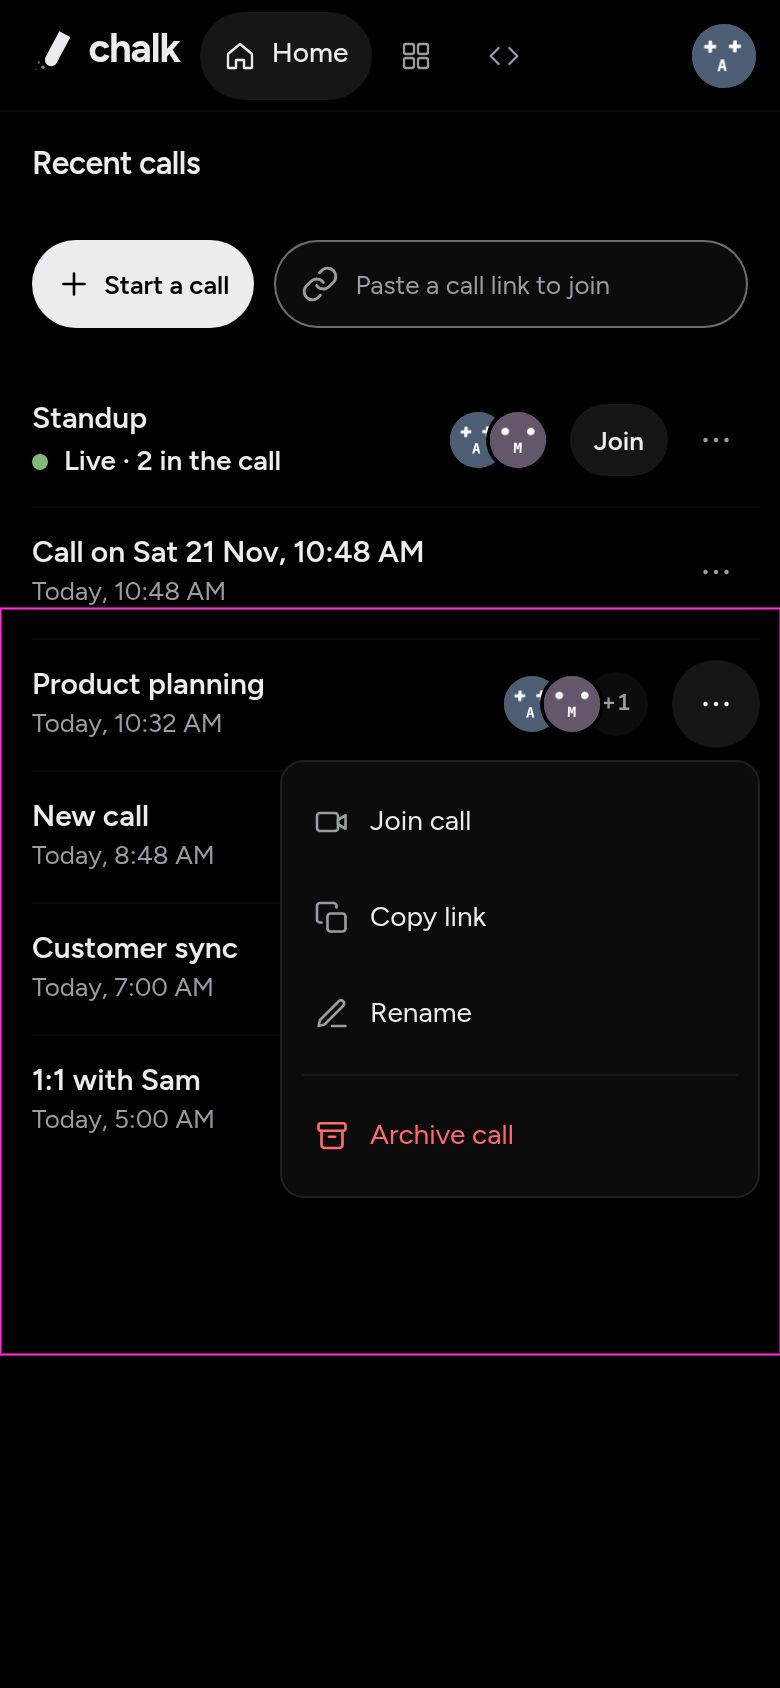 chalk
Home
A
Recent calls
Start a call
Paste a call link to join
Standup
Live · 2 in the call
A
M
Join
Call on Sat 21 Nov, 10:48 AM
Today, 10:48 AM
Product planning
Today, 10:32 AM
A
M
+1
Join call
New call
Today, 8:48 AM
Copy link
Customer sync
Today, 7:00 AM
Rename
1:1 with Sam
Today, 5:00 AM
Archive call